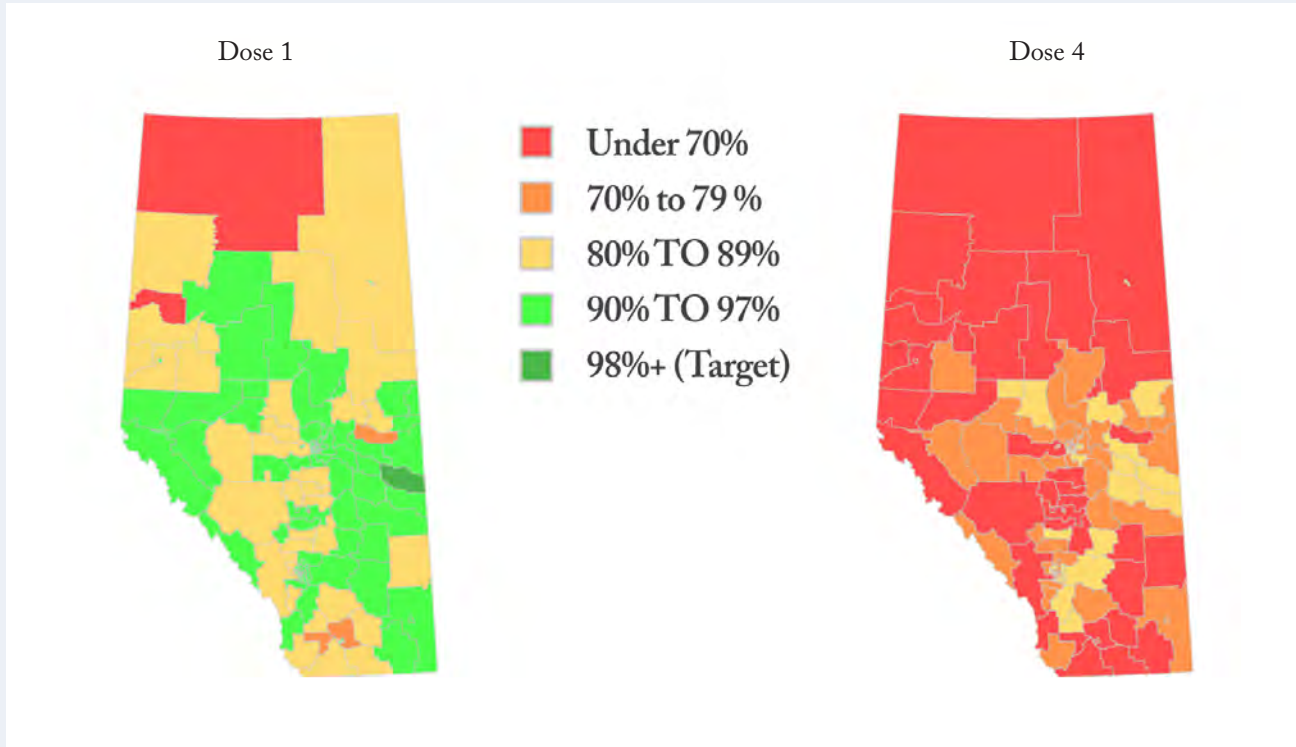 Dose 1
Dose 4
Under 70%
70% to 79 %
80% TO 89%
90% TO 97%
98%+ (Target)